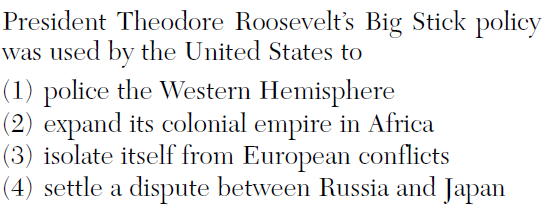 President Theodore Roosevelt's Big Stick policy
was used by the United States to
(1) police the Western Hemisphere
(2) expand its colonial empire in Africa
(3) isolate itself from European conflicts
(4) settle a dispute between Russia and Japan